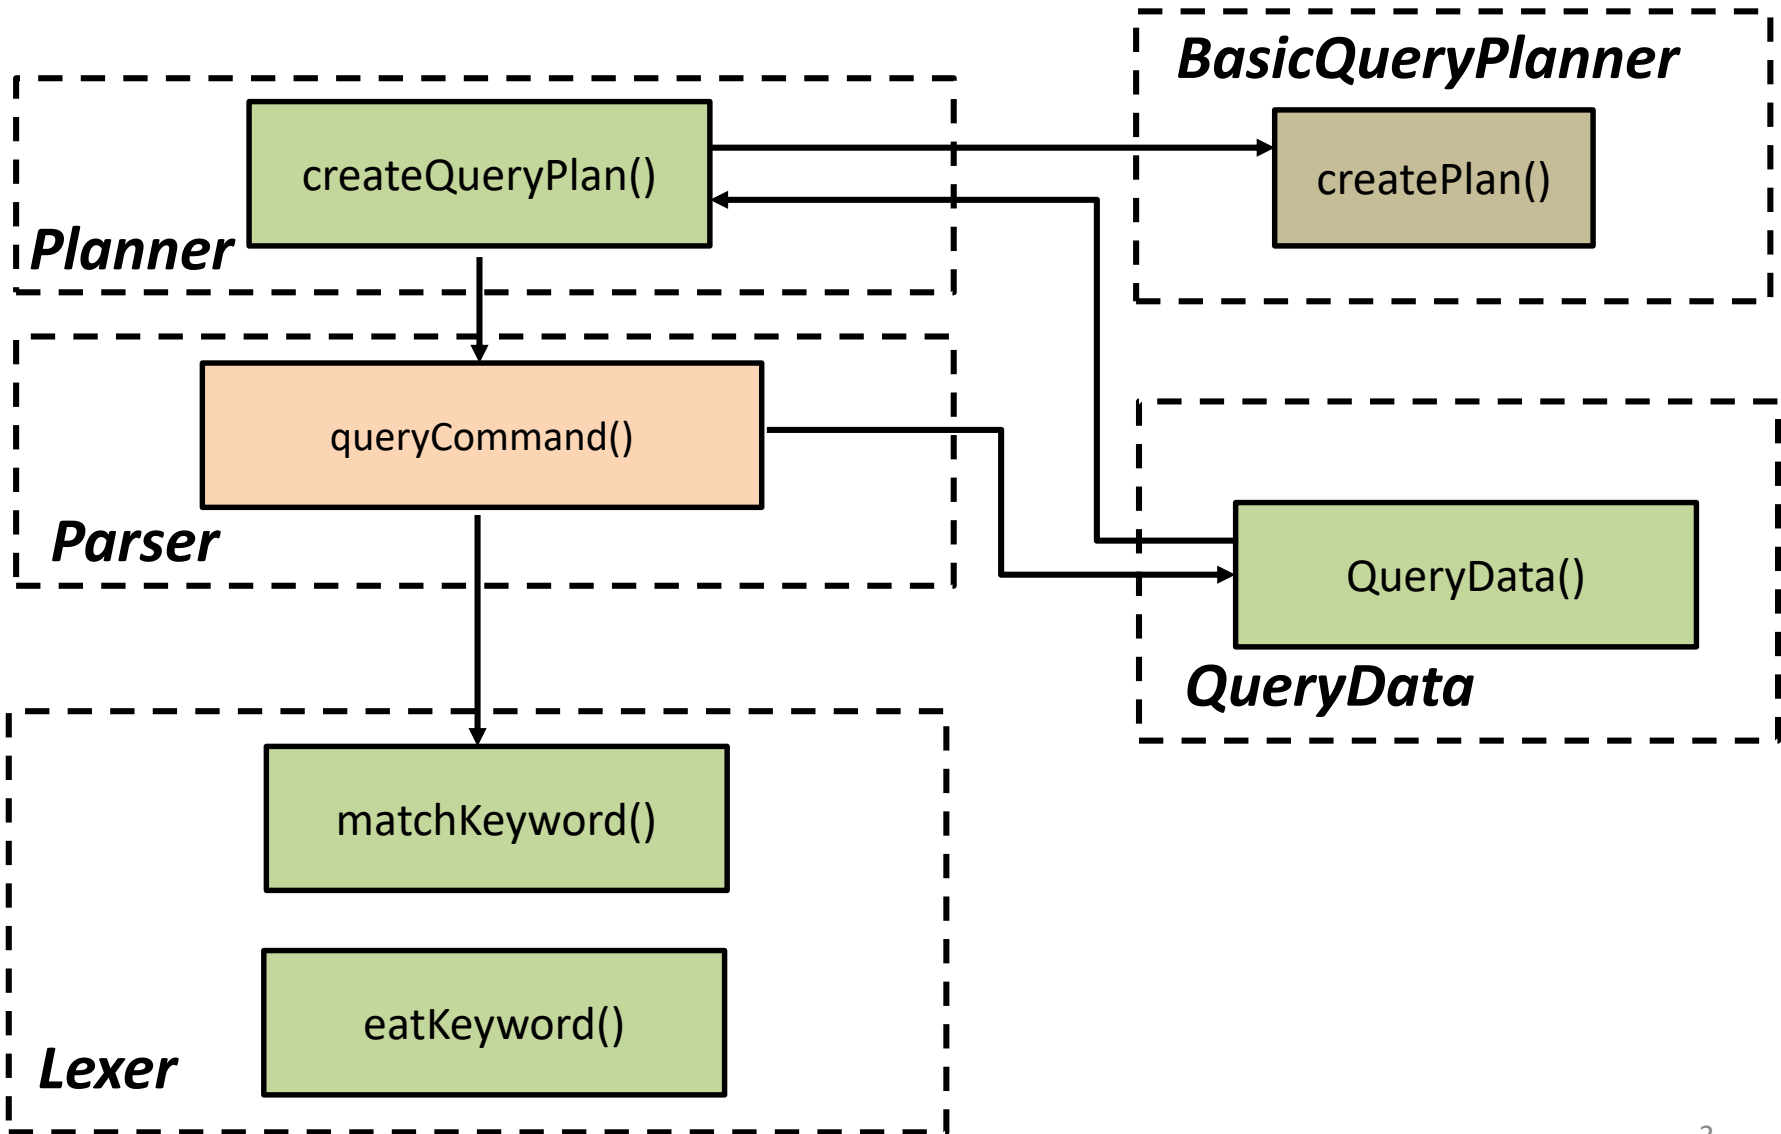 BasicQueryPlanner
createQueryPlan()
createPlan()
Planner
queryCommand()
Parser
QueryData()
QueryData
matchKeyword()
eatKeyword()
Lexer